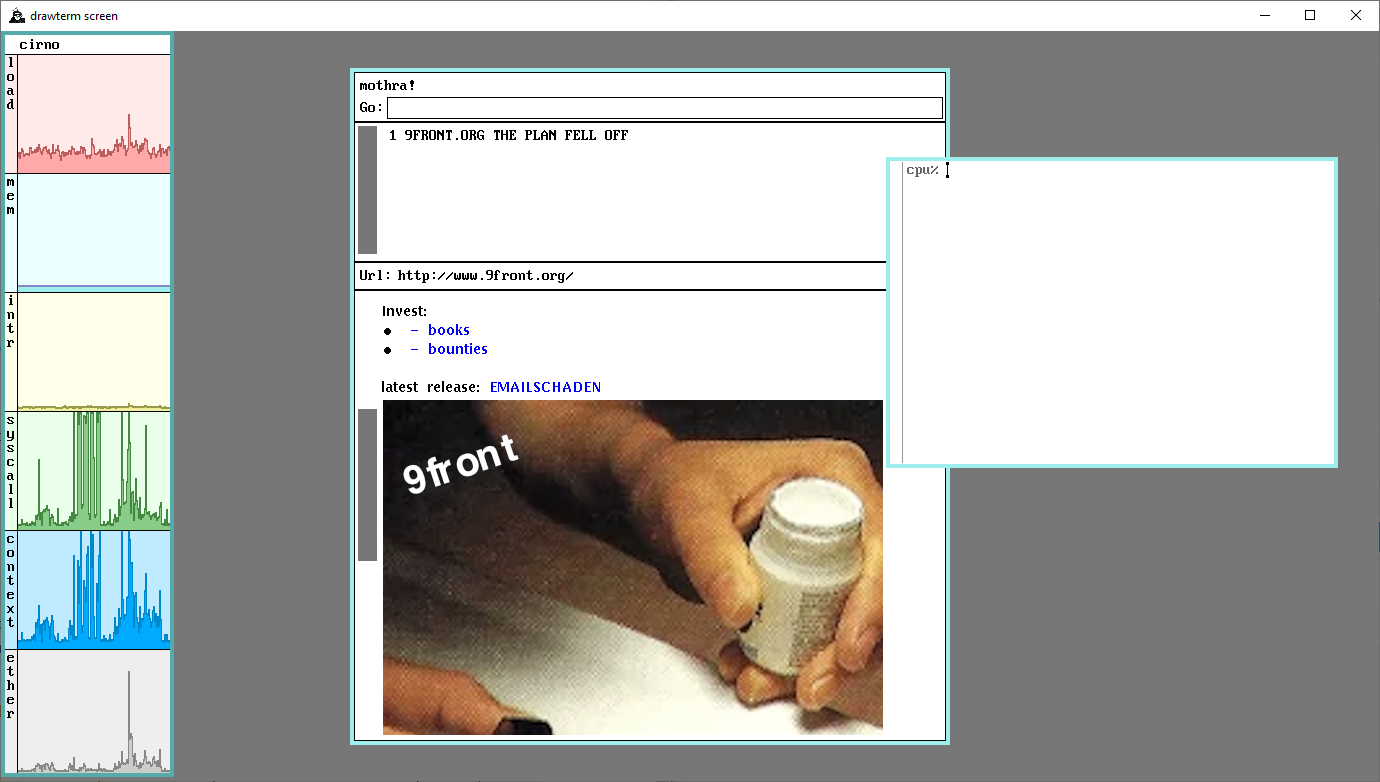 drawterm screen
cirno
load
mem
intr
syscall
context
ether
mothra!
Go:
1 9FRONT.ORG THE PLAN FELL OFF
Url: http://www.9front.org/
Invest:
● – books
● – bounties
latest release: EMAILSCHADEN
9front
cpu%